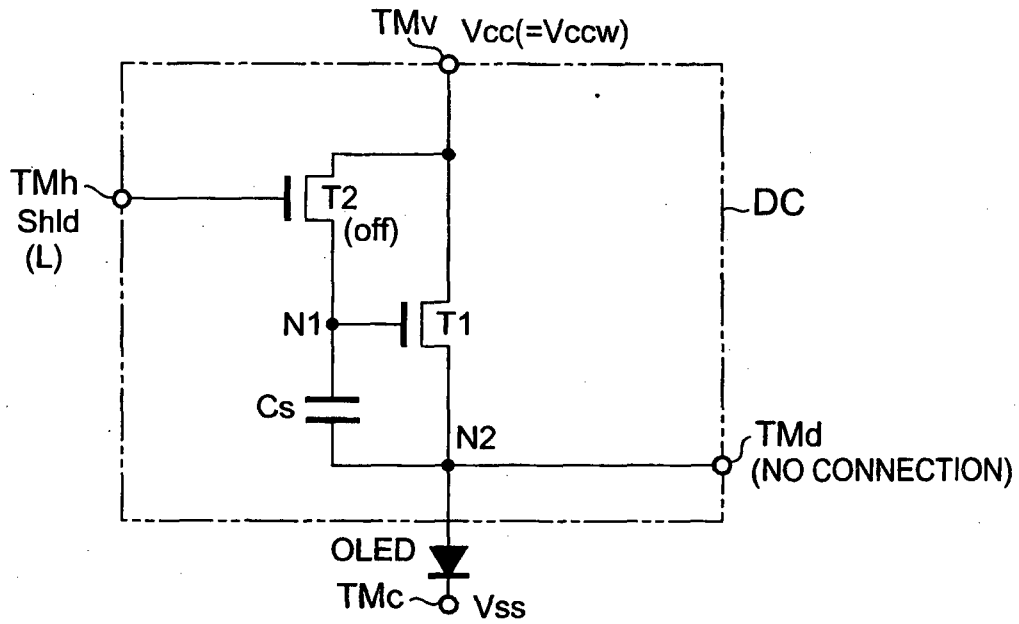 TMv
Vcc(=Vccw)
TMh
Shld
(L)
T2
(off)
DC
N1
T1
Cs
N2
TMd
(NO CONNECTION)
OLED
TMc
Vss